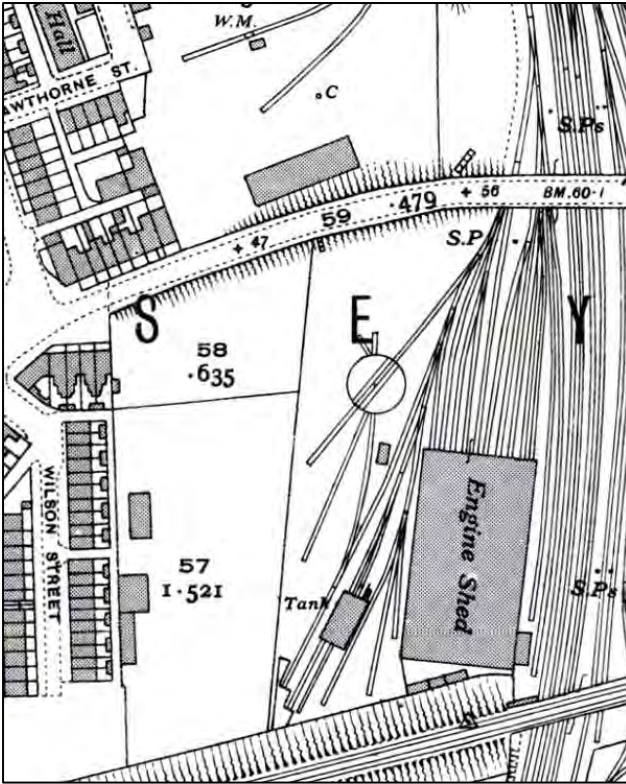 Hall
W.M.
AWTHORNE ST.
C
S.Ps
+ 56
B.M. 60·1
59 ·479
+ 47
S.P
S E Y
58
·635
WILSON STREET
Engine Shed
57
1·521
Tank
S.Ps